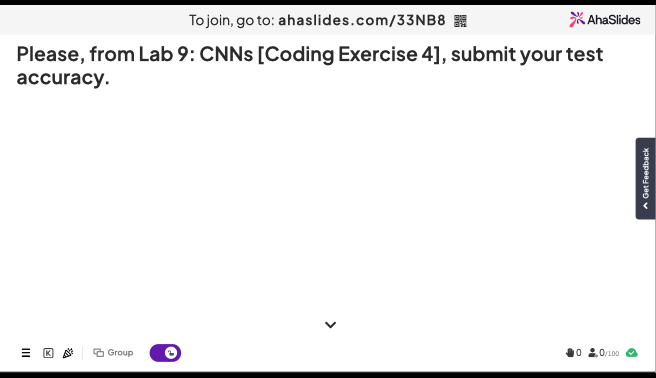 To join, go to: ahaslides.com/33NB8
AhaSlides
Please, from Lab 9: CNNs [Coding Exercise 4], submit your test
accuracy.
Get Feedback
K
Group
0
0/100